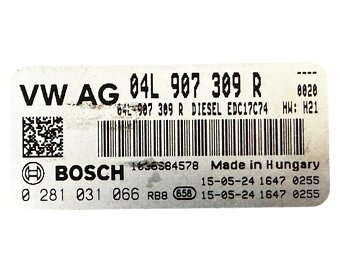 VW AG 04L 907 309 R
0020
04L 907 309 R DIESEL EDC17C74 HW: H21
1036S84578 Made in Hungary
BOSCH
15-05-24 1647 0255
0 281 031 066 RB8 658 15-05-24 1647 0255